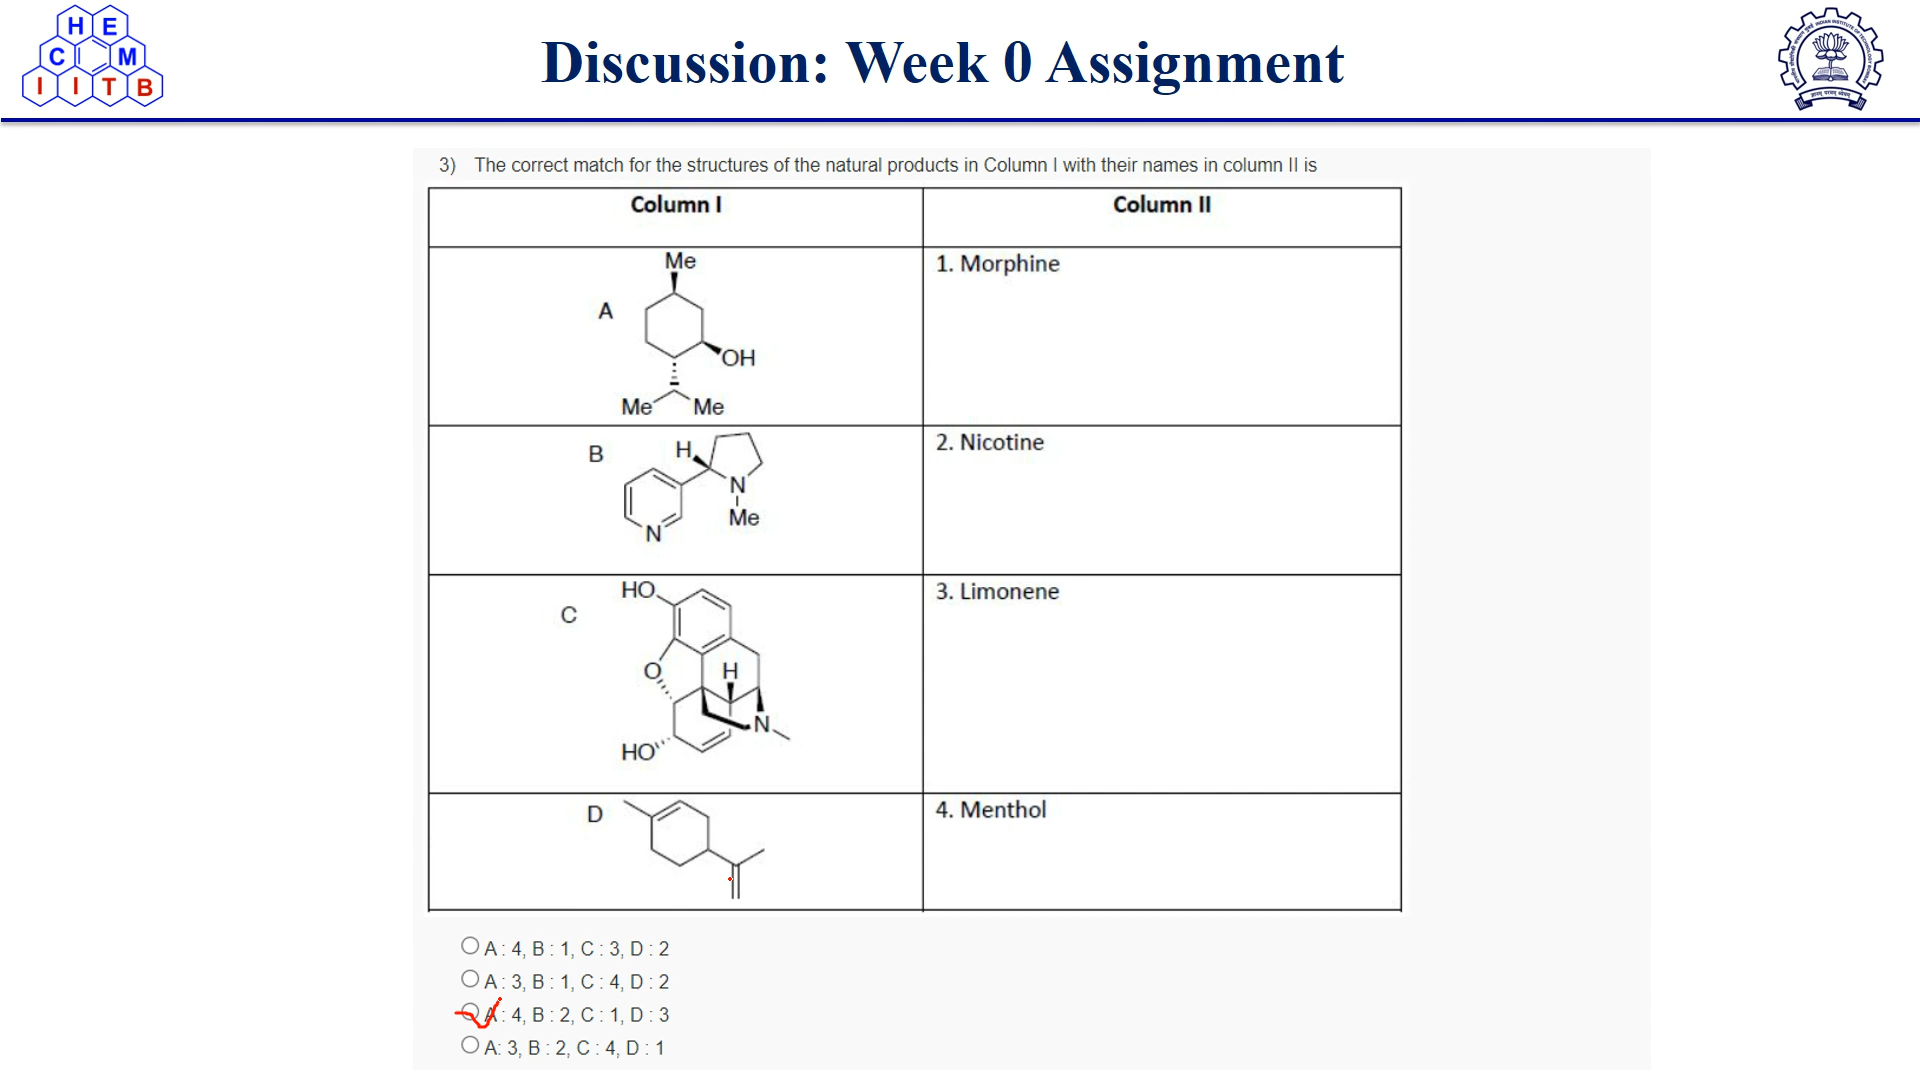 H E
C M
I I T B
Discussion: Week 0 Assignment
3) The correct match for the structures of the natural products in Column I with their names in column II is
Column I Column II
Me
A
OH
Me Me
1. Morphine
B
H
N
Me
N
2. Nicotine
HO
C
O
H
N
HO
3. Limonene
D
4. Menthol
A : 4, B : 1, C : 3, D : 2
A : 3, B : 1, C : 4, D : 2
A : 4, B : 2, C : 1, D : 3
A: 3, B : 2, C : 4, D : 1